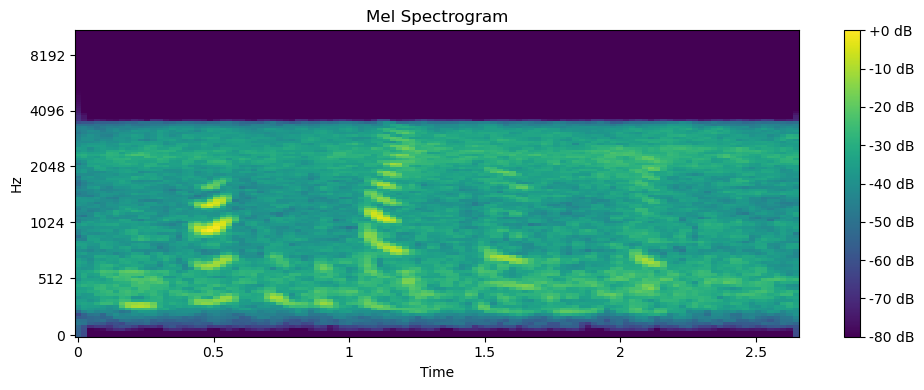 Mel Spectrogram
Hz
8192
4096
2048
1024
512
0
0
0.5
1
1.5
2
2.5
Time
+0 dB
-10 dB
-20 dB
-30 dB
-40 dB
-50 dB
-60 dB
-70 dB
-80 dB